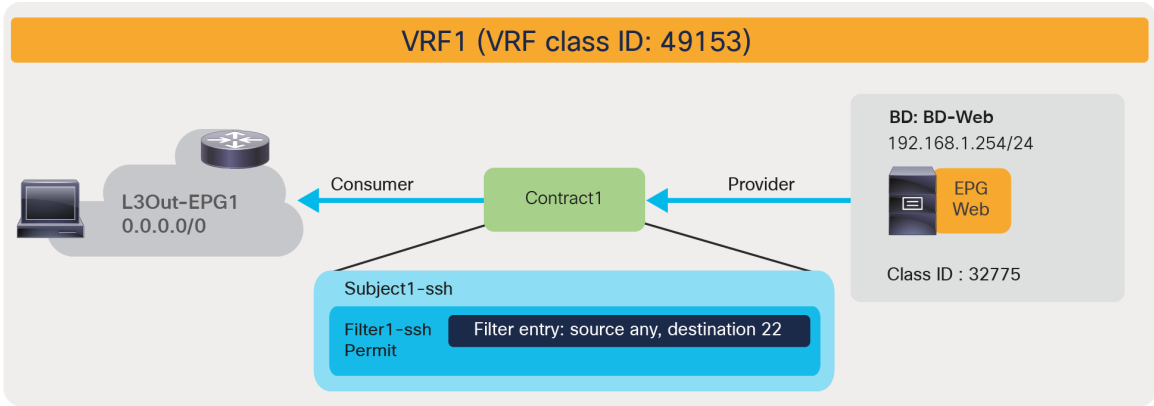 VRF1 (VRF class ID: 49153)
BD: BD-Web
192.168.1.254/24
L3Out-EPG1
0.0.0.0/0
Consumer
Contract1
Provider
EPG
Web
Class ID : 32775
Subject1-ssh
Filter1-ssh
Permit
Filter entry: source any, destination 22